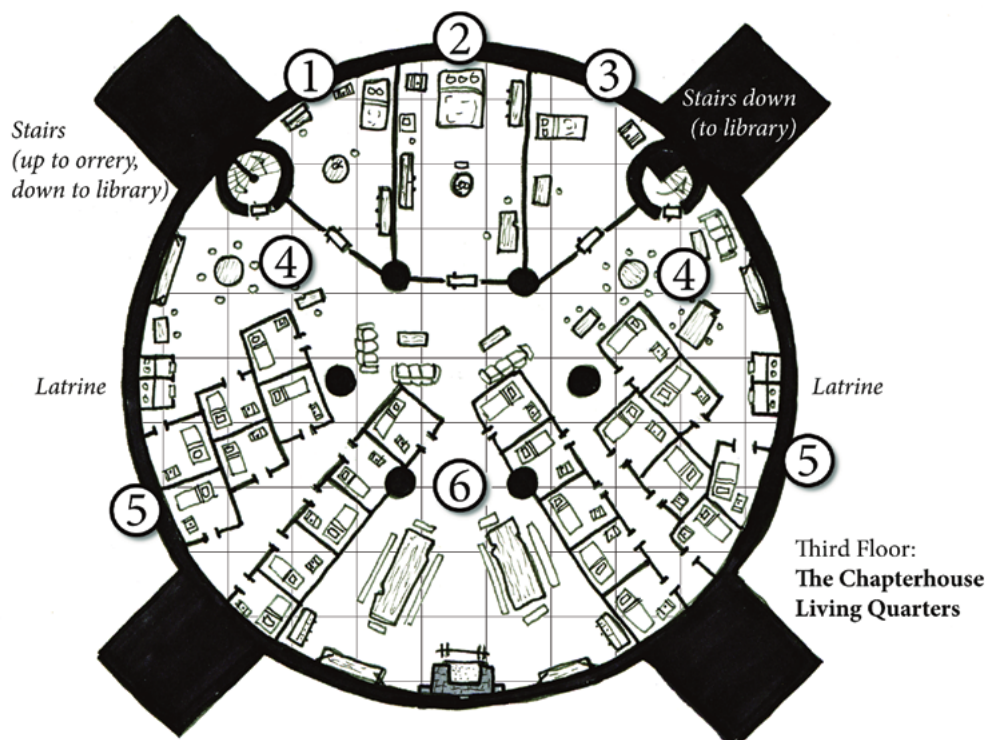 1
2
3
Stairs down
(to library)
Stairs
(up to orrery,
down to library)
4
4
Latrine
Latrine
5
6
5
Third Floor:
The Chapterhouse
Living Quarters